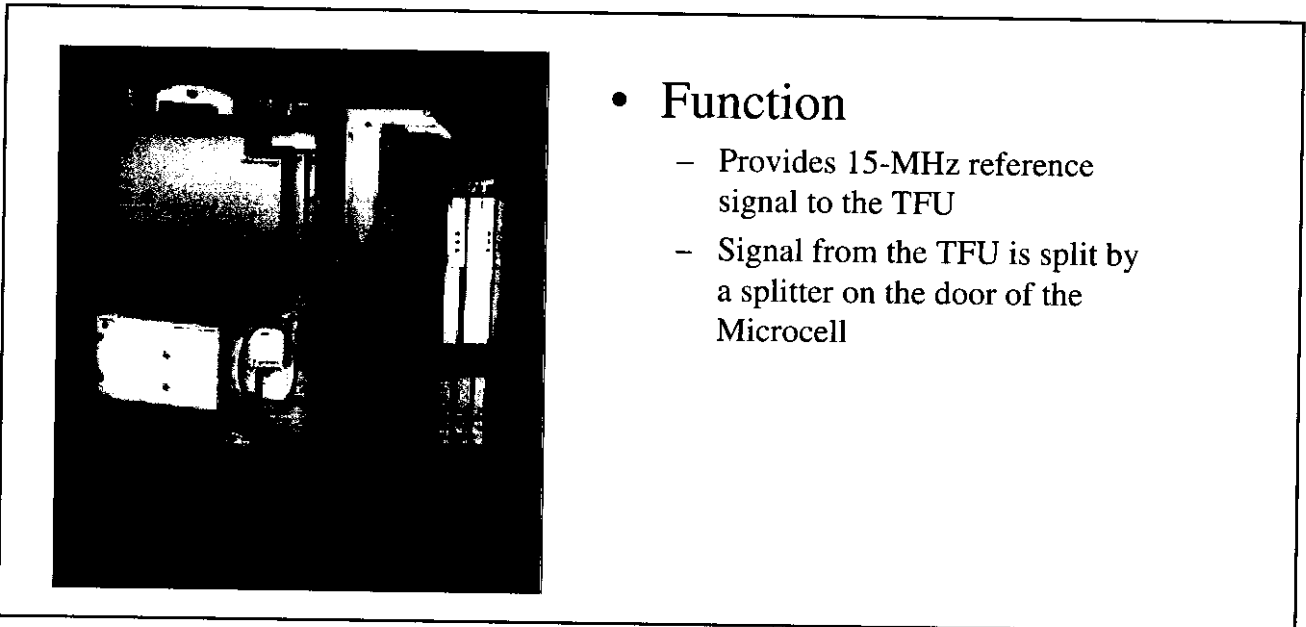 • Function
– Provides 15-MHz reference
signal to the TFU
– Signal from the TFU is split by
a splitter on the door of the
Microcell